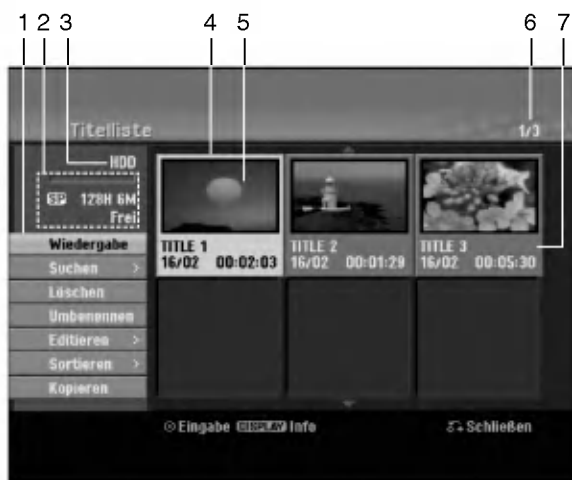 1 2 3 4 5 6 7
Titelliste 1/3
HDD
SP 128H 6M
Frei
Wiedergabe
Suchen >
Löschen
Umbenennen
Editieren >
Sortieren >
Kopieren
TITLE 1
16/02 00:02:03
TITLE 2
16/02 00:01:29
TITLE 3
16/02 00:05:30
Eingabe DISPLAY Info Schließen